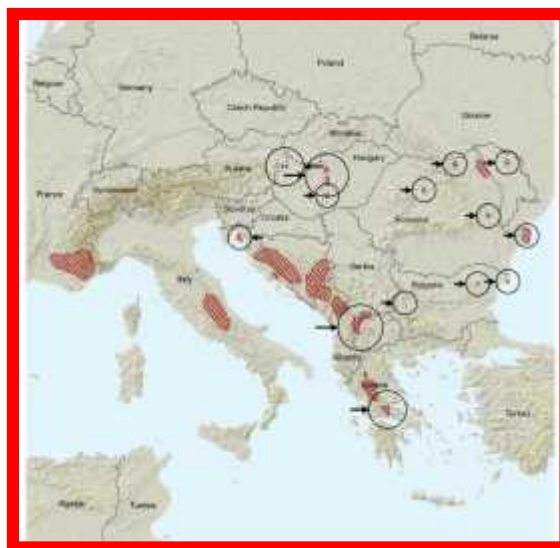 Belarus
Poland
Belgium
Germany
Czech Republic
Ukraine
Slovakia
Hungary
Austria
France
Switzerland
Slovenia
Croatia
Romania
Serbia
Italy
Bulgaria
Albania
Greece
Turkey
Algeria
Tunisia